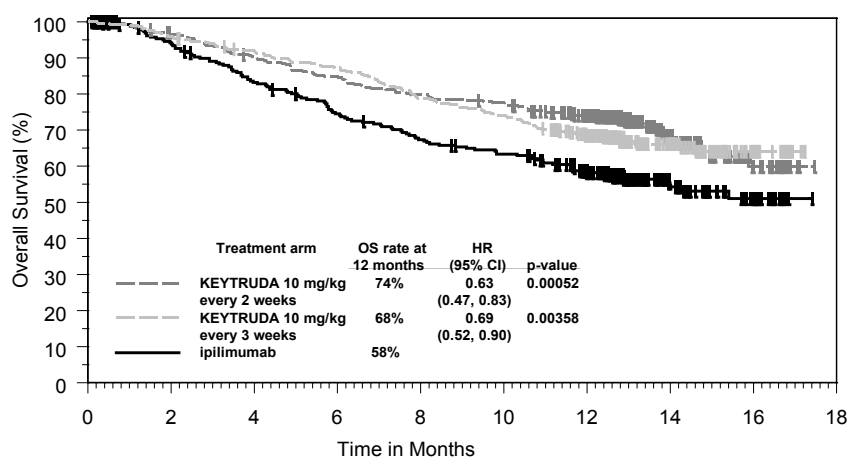 100
90
80
70
60
50
40
30
20
10
0
Overall Survival (%)
Treatment arm OS rate at HR
12 months (95% CI) p-value
KEYTRUDA 10 mg/kg 74% 0.63 0.00052
every 2 weeks (0.47, 0.83)
KEYTRUDA 10 mg/kg 68% 0.69 0.00358
every 3 weeks (0.52, 0.90)
ipilimumab 58%
0 2 4 6 8 10 12 14 16 18
Time in Months